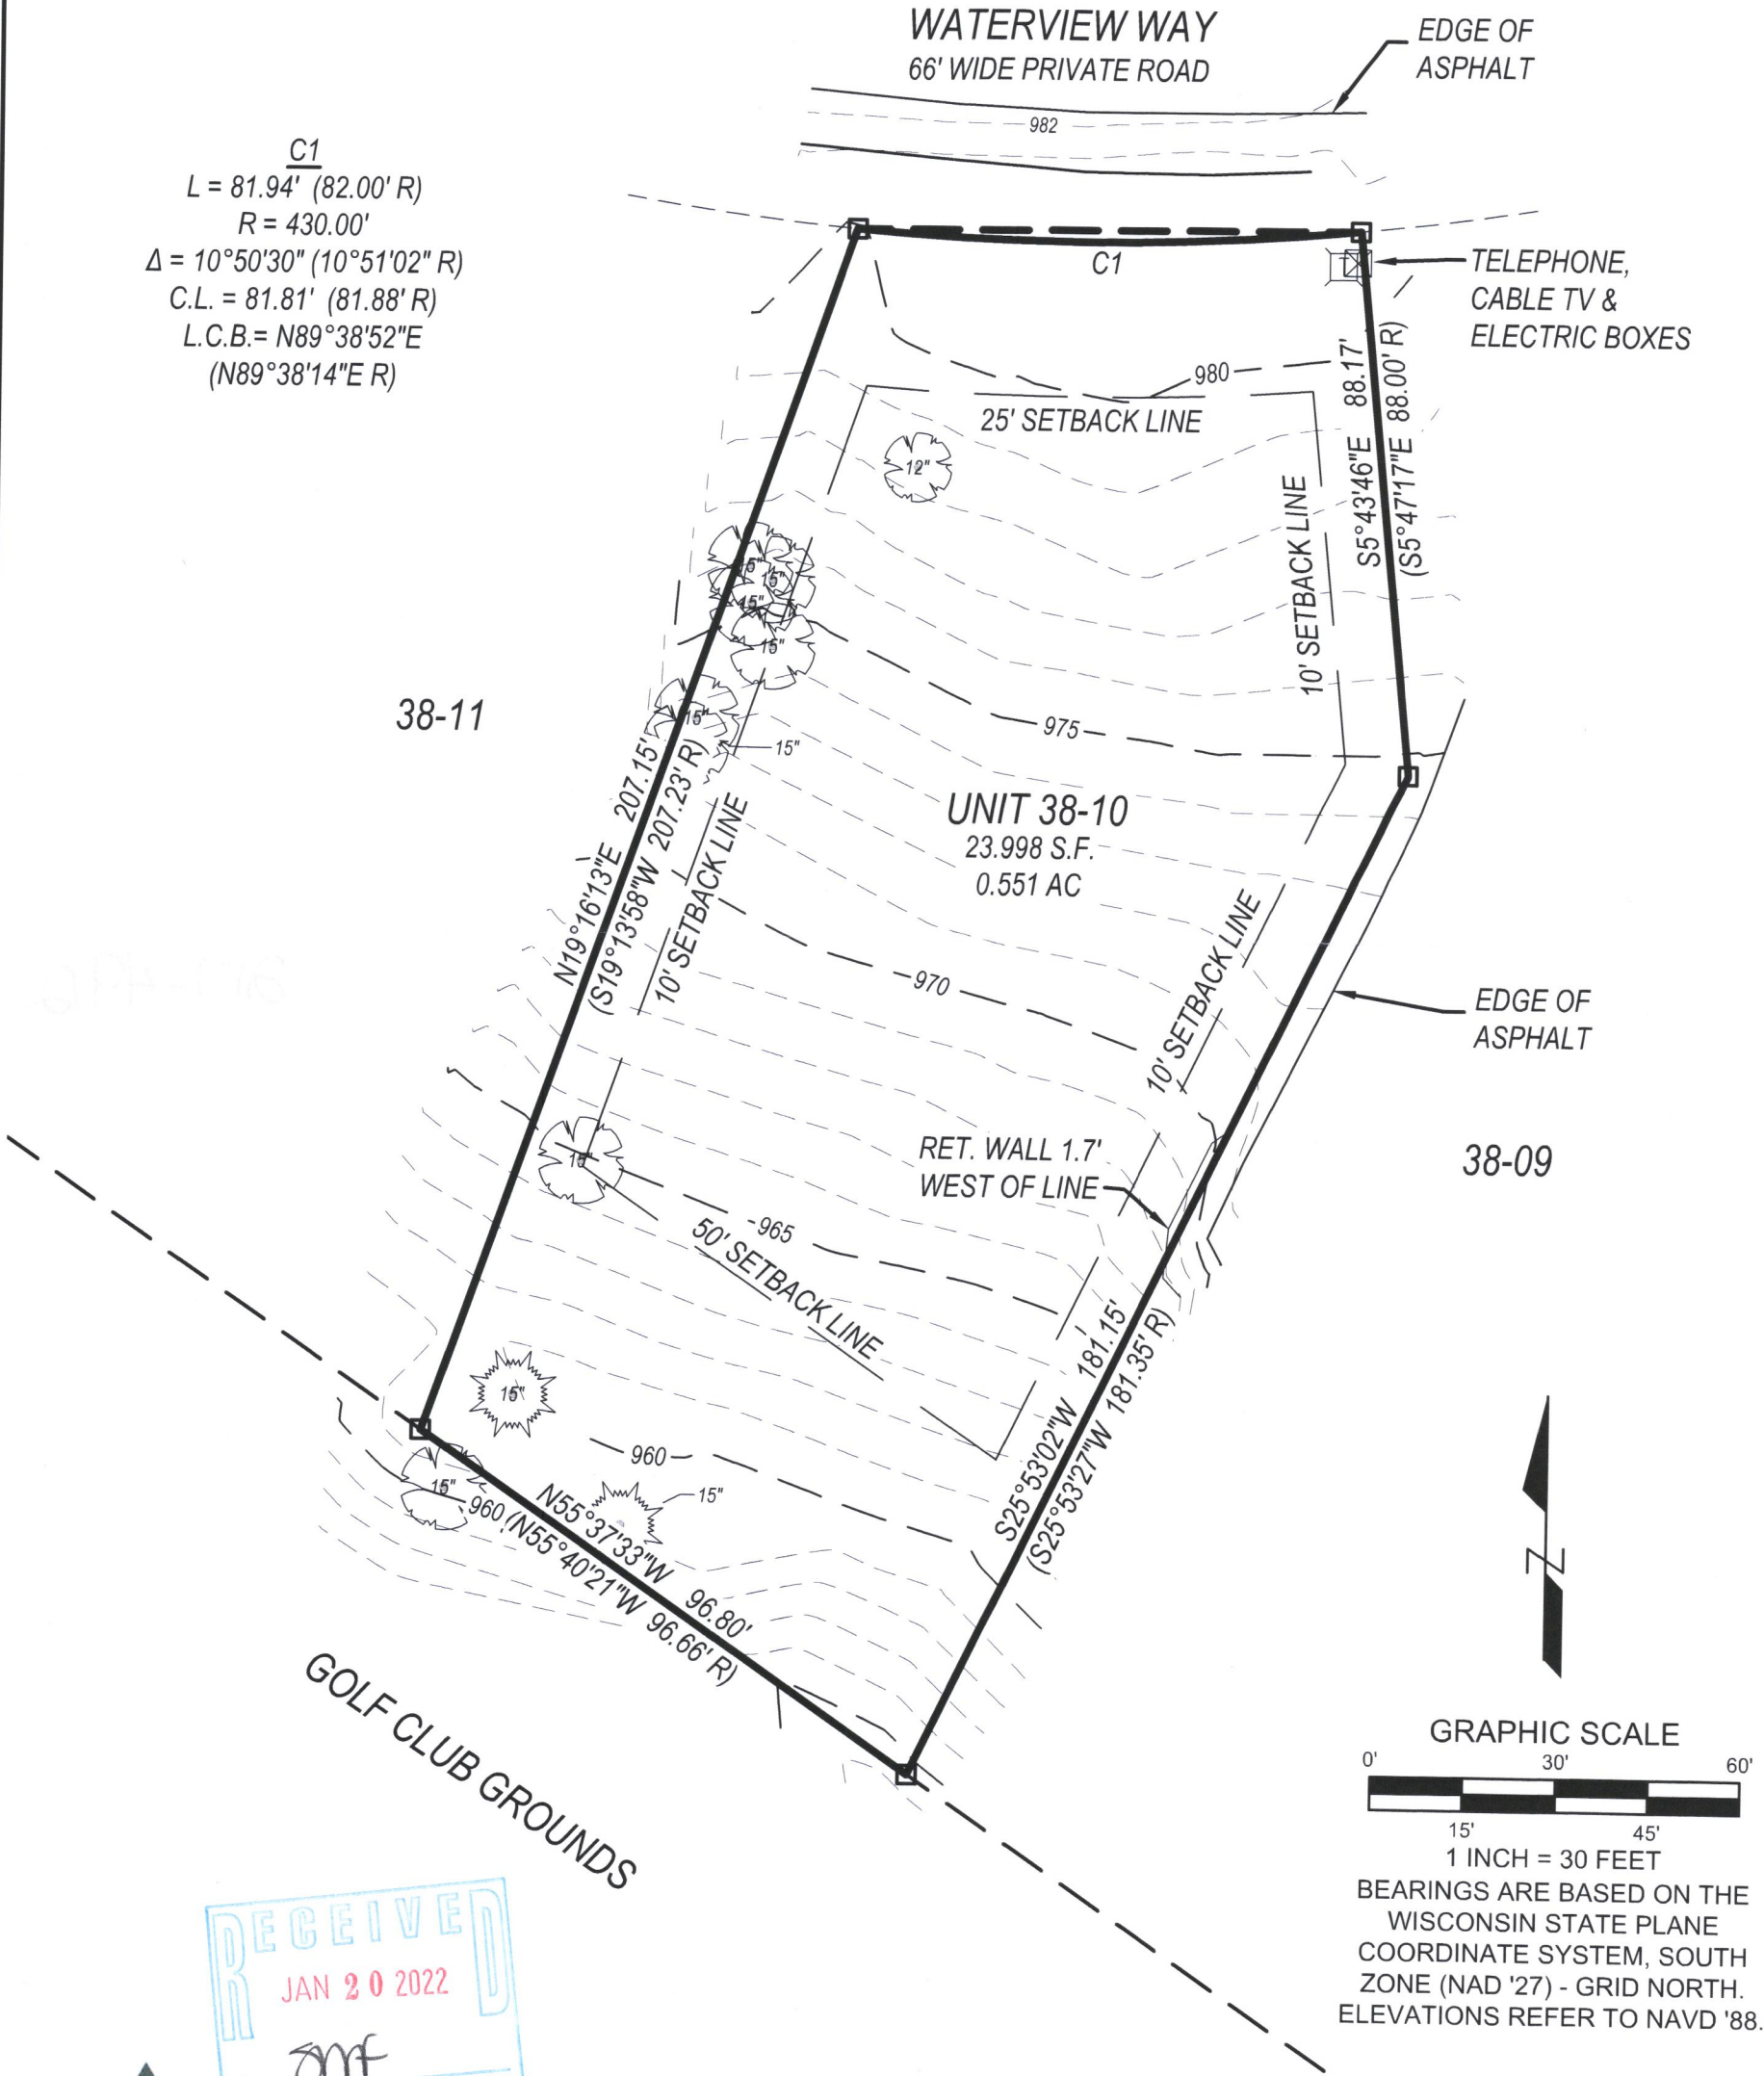 WATERVIEW WAY
66' WIDE PRIVATE ROAD
EDGE OF
ASPHALT
982
C1
L = 81.94' (82.00' R)
R = 430.00'
Δ = 10°50'30" (10°51'02" R)
C.L. = 81.81' (81.88' R)
L.C.B.= N89°38'52"E
(N89°38'14"E R)
C1
T
TELEPHONE,
CABLE TV &
ELECTRIC BOXES
980
25' SETBACK LINE
S5°43'46"E 88.17'
(S5°47'17"E 88.00' R)
12"
10' SETBACK LINE
15"
15"
15"
15"
38-11
15"
15"
975
N19°16'13"E 207.15'
(S19°13'58"W 207.23' R)
10' SETBACK LINE
UNIT 38-10
23.998 S.F.
0.551 AC
970
10' SETBACK LINE
EDGE OF
ASPHALT
38-09
RET. WALL 1.7'
WEST OF LINE
15"
965
50' SETBACK LINE
S25°53'02"W 181.15'
(S25°53'27"W 181.35' R)
15"
960
15"
15"
960
N55°37'33"W 96.80'
(N55°40'21"W 96.66' R)
GOLF CLUB GROUNDS
N
GRAPHIC SCALE
0' 30' 60'
15' 45'
1 INCH = 30 FEET
BEARINGS ARE BASED ON THE
WISCONSIN STATE PLANE
COORDINATE SYSTEM, SOUTH
ZONE (NAD '27) - GRID NORTH.
ELEVATIONS REFER TO NAVD '88.
RECEIVED
JAN 20 2022